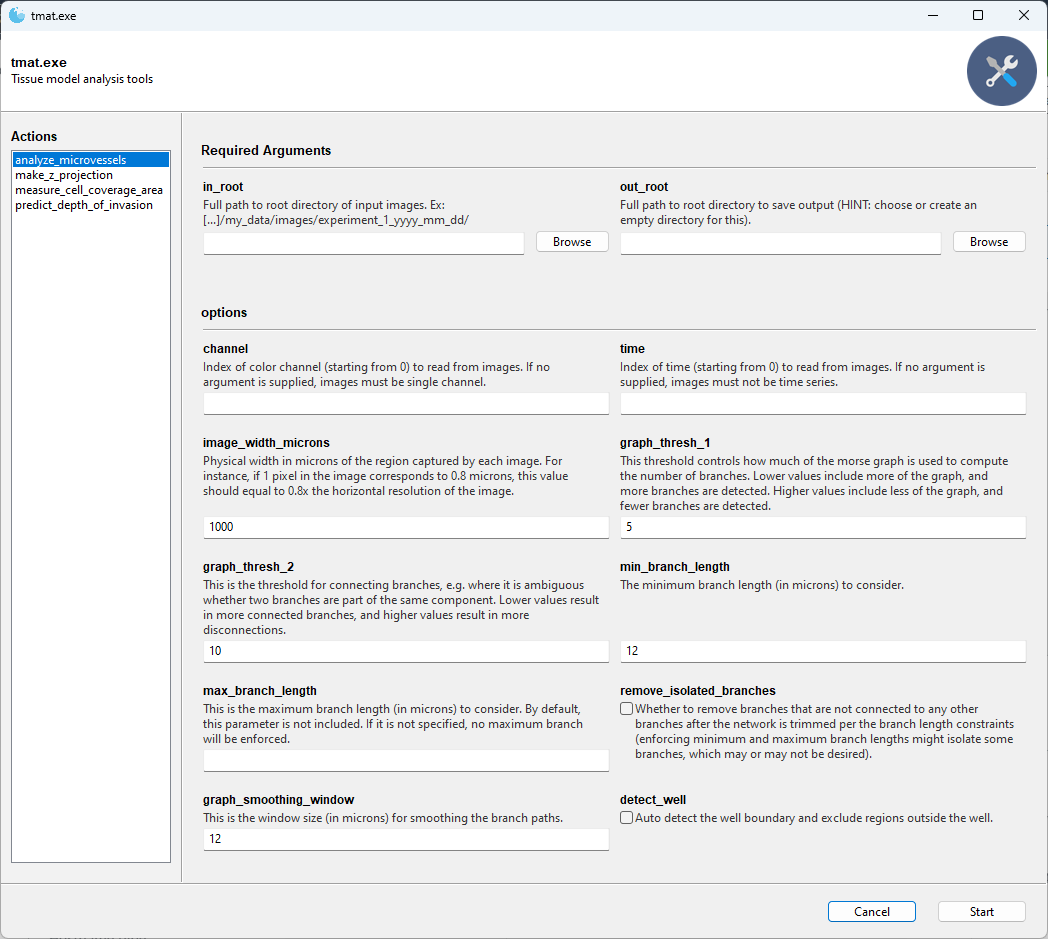 tmat.exe
tmat.exe
Tissue model analysis tools
Actions
analyze_microvessels
make_z_projection
measure_cell_coverage_area
predict_depth_of_invasion
Required Arguments
in_root
Full path to root directory of input images. Ex:
[...]/my_data/images/experiment_1_yyyy_mm_dd/
Browse
out_root
Full path to root directory to save output (HINT: choose or create an
empty directory for this).
Browse
options
channel
Index of color channel (starting from 0) to read from images. If no
argument is supplied, images must be single channel.
time
Index of time (starting from 0) to read from images. If no argument is
supplied, images must not be time series.
image_width_microns
Physical width in microns of the region captured by each image. For
instance, if 1 pixel in the image corresponds to 0.8 microns, this value
should equal to 0.8x the horizontal resolution of the image.
1000
graph_thresh_1
This threshold controls how much of the morse graph is used to compute
the number of branches. Lower values include more of the graph, and
more branches are detected. Higher values include less of the graph, and
fewer branches are detected.
5
graph_thresh_2
This is the threshold for connecting branches, e.g. where it is ambiguous
whether two branches are part of the same component. Lower values result
in more connected branches, and higher values result in more
disconnections.
10
min_branch_length
The minimum branch length (in microns) to consider.
12
max_branch_length
This is the maximum branch length (in microns) to consider. By default,
this parameter is not included. If it is not specified, no maximum branch
will be enforced.
remove_isolated_branches
Whether to remove branches that are not connected to any other
branches after the network is trimmed per the branch length constraints
(enforcing minimum and maximum branch lengths might isolate some
branches, which may or may not be desired).
graph_smoothing_window
This is the window size (in microns) for smoothing the branch paths.
12
detect_well
Auto detect the well boundary and exclude regions outside the well.
Cancel
Start